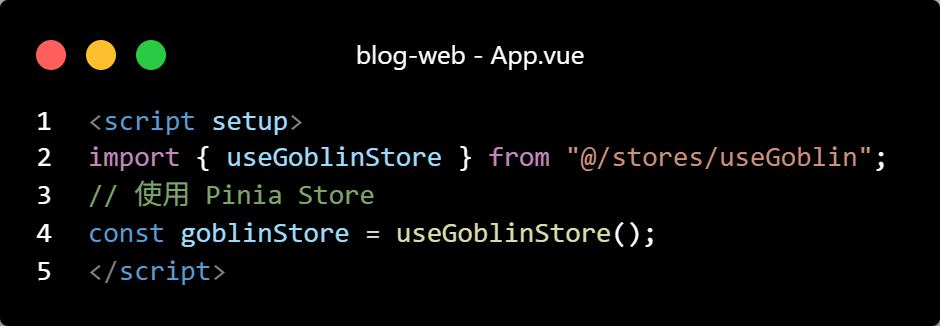 blog-web - App.vue
1 <script setup>
2 import { useGoblinStore } from "@/stores/useGoblin";
3 // 使用 Pinia Store
4 const goblinStore = useGoblinStore();
5 </script>